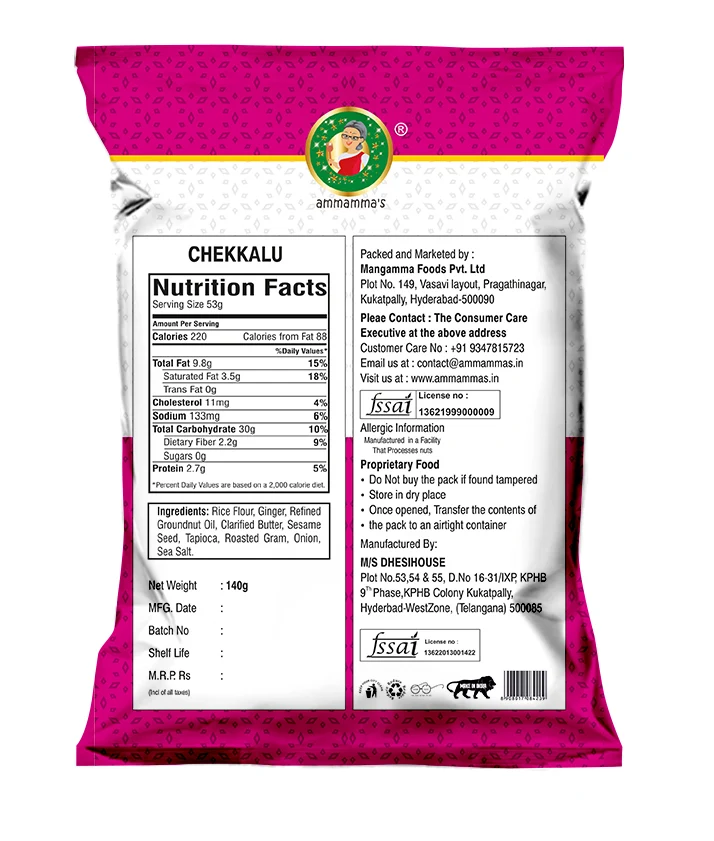 ®
ammamma's
CHEKKALU
Nutrition Facts
Serving Size 53g
Amount Per Serving
Calories 220 Calories from Fat 88
%Daily Values*
Total Fat 9.8g 15%
Saturated Fat 3.5g 18%
Trans Fat 0g
Cholesterol 11mg 4%
Sodium 133mg 6%
Total Carbohydrate 30g 10%
Dietary Fiber 2.2g 9%
Sugars 0g
Protein 2.7g 5%
*Percent Daily Values are based on a 2,000 calorie diet.
Ingredients: Rice Flour, Ginger, Refined
Groundnut Oil, Clarified Butter, Sesame
Seed, Tapioca, Roasted Gram, Onion,
Sea Salt.
Net Weight : 140g
MFG. Date :
Batch No :
Shelf Life :
M.R.P. Rs :
(Incl of all taxes)
Packed and Marketed by :
Mangamma Foods Pvt. Ltd
Plot No. 149, Vasavi layout, Pragathinagar,
Kukatpally, Hyderabad-500090
Pleae Contact : The Consumer Care
Executive at the above address
Customer Care No : +91 9347815723
Email us at : contact@ammammas.in
Visit us at : www.ammammas.in
fssai License no :
13621999000009
Allergic Information
Manufactured in a Facility
That Processes nuts
Proprietary Food
• Do Not buy the pack if found tampered
• Store in dry place
• Once opened, Transfer the contents of
• the pack to an airtight container
Manufactured By:
M/S DHESIHOUSE
Plot No.53,54 & 55, D.No 16-31/IXP, KPHB
9Th Phase,KPHB Colony Kukatpally,
Hyderbad-WestZone, (Telangana) 500085
fssai License no :
13622013001422
MAKE IN INDIA
8908017084239